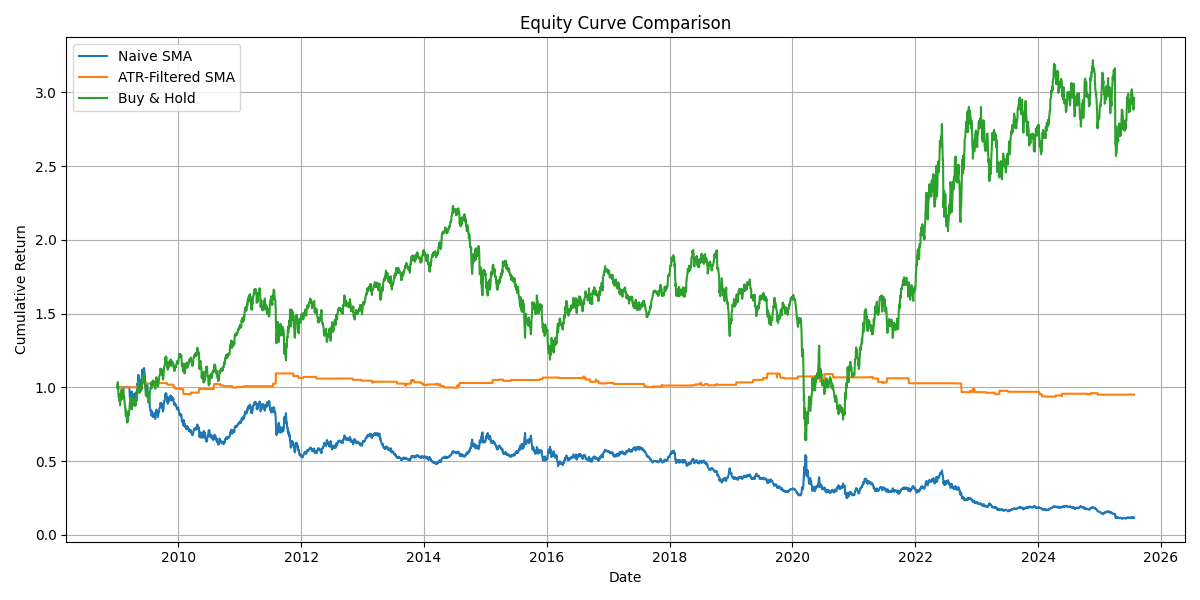 Equity Curve Comparison
Naive SMA
ATR-Filtered SMA
Buy & Hold
Cumulative Return
3.0
2.5
2.0
1.5
1.0
0.5
0.0
2010 2012 2014 2016 2018 2020 2022 2024 2026
Date